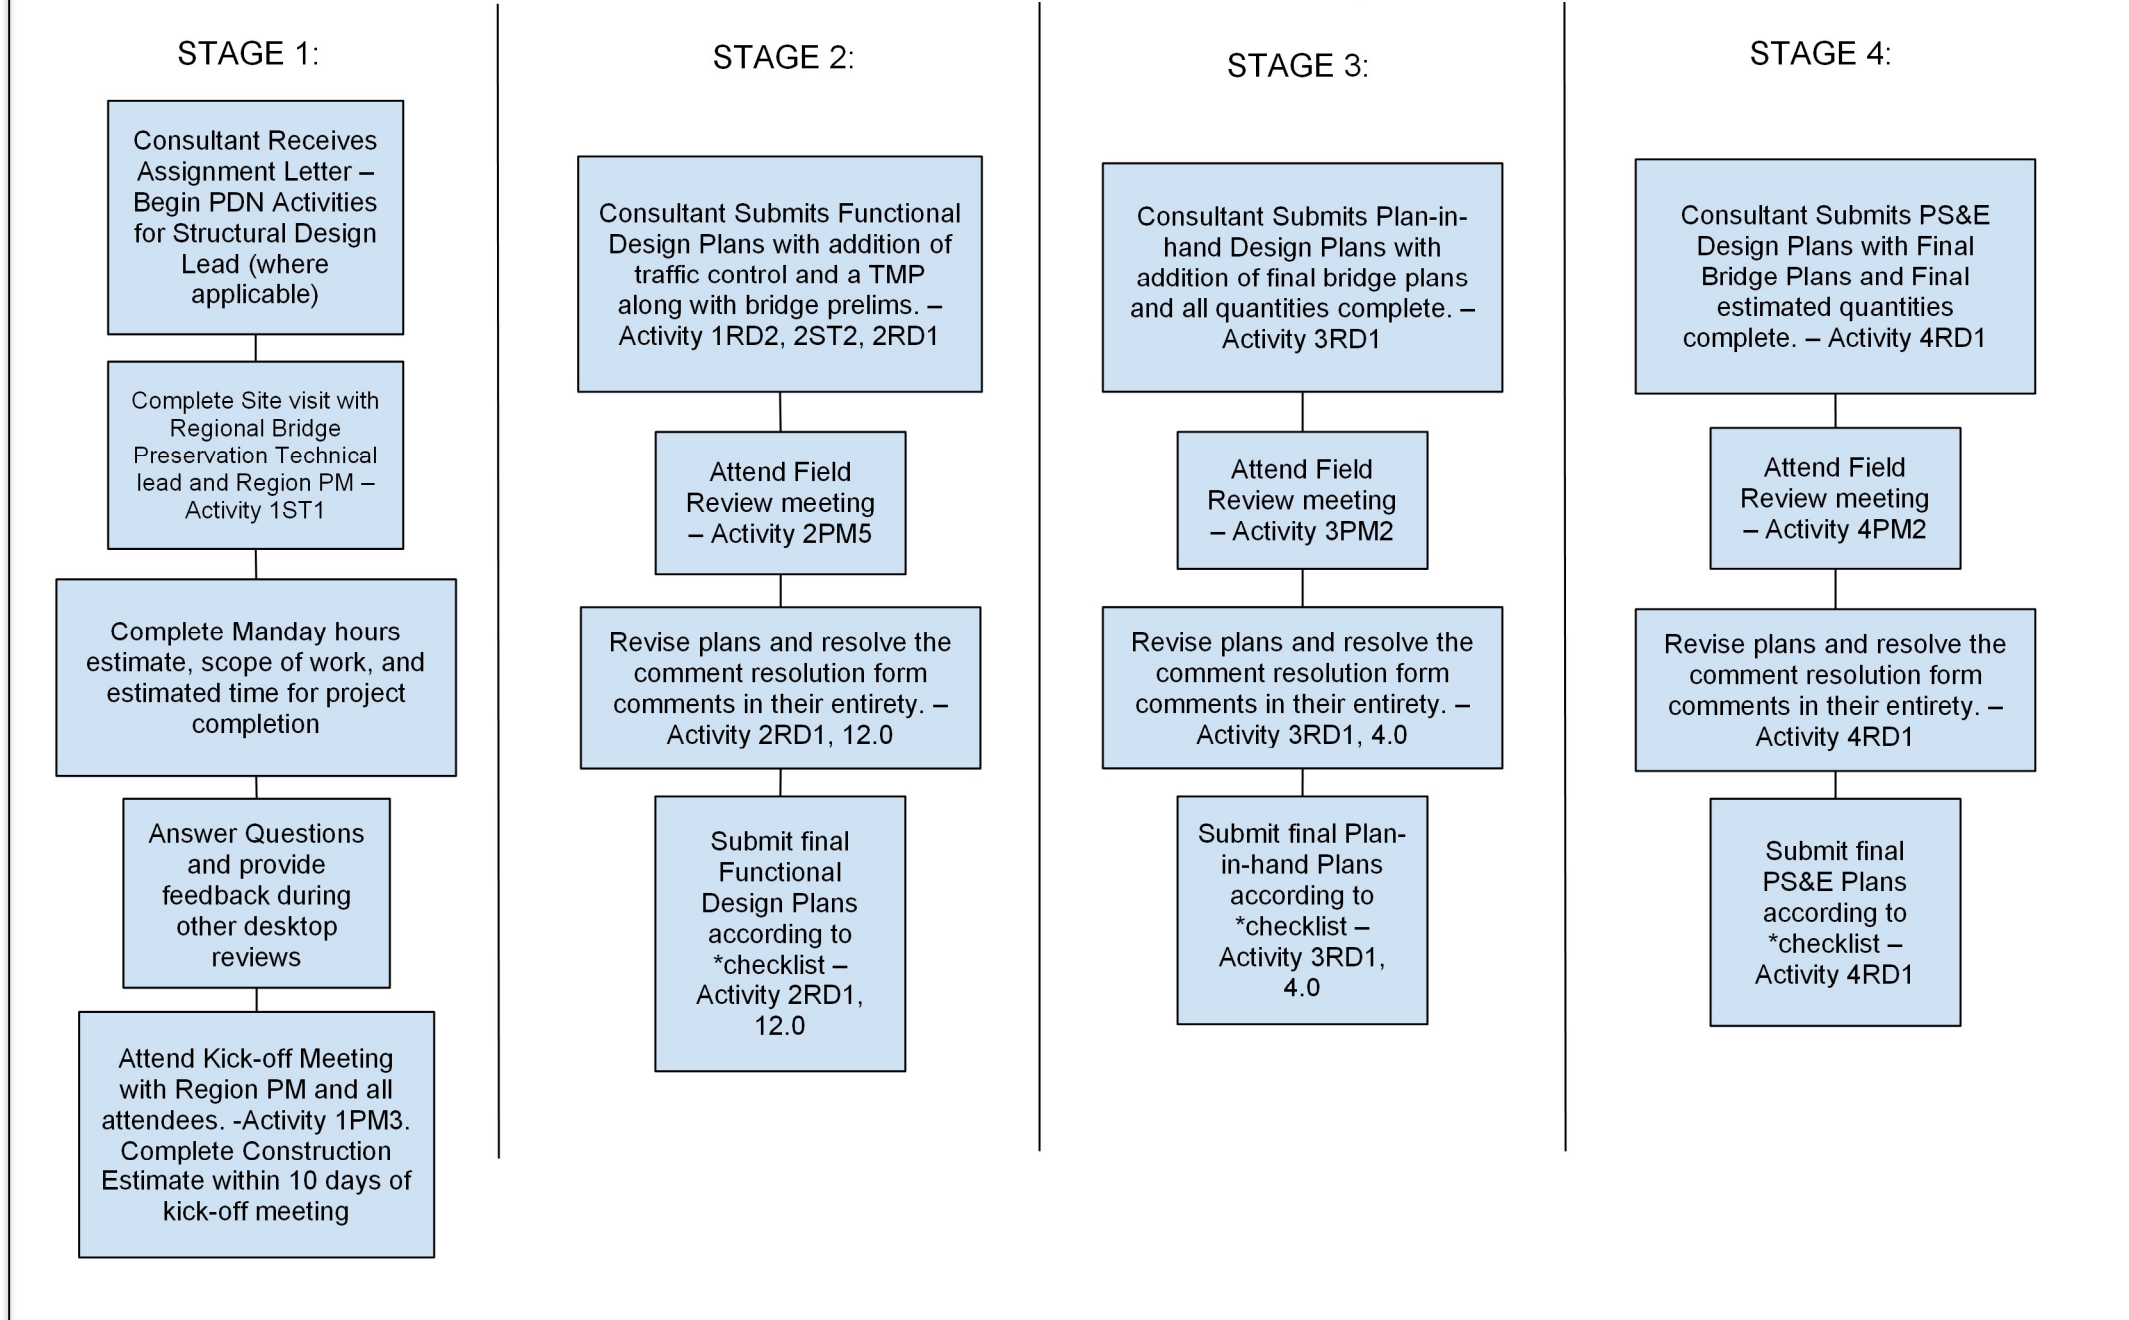 STAGE 1:
Consultant Receives
Assignment Letter –
Begin PDN Activities
for Structural Design
Lead (where
applicable)
Complete Site visit with
Regional Bridge
Preservation Technical
lead and Region PM –
Activity 1ST1
Complete Manday hours
estimate, scope of work, and
estimated time for project
completion
Answer Questions
and provide
feedback during
other desktop
reviews
Attend Kick-off Meeting
with Region PM and all
attendees. -Activity 1PM3.
Complete Construction
Estimate within 10 days of
kick-off meeting
STAGE 2:
Consultant Submits Functional
Design Plans with addition of
traffic control and a TMP
along with bridge prelims. –
Activity 1RD2, 2ST2, 2RD1
Attend Field
Review meeting
– Activity 2PM5
Revise plans and resolve the
comment resolution form
comments in their entirety. –
Activity 2RD1, 12.0
Submit final
Functional
Design Plans
according to
*checklist –
Activity 2RD1,
12.0
STAGE 3:
Consultant Submits Plan-in-
hand Design Plans with
addition of final bridge plans
and all quantities complete. –
Activity 3RD1
Attend Field
Review meeting
– Activity 3PM2
Revise plans and resolve the
comment resolution form
comments in their entirety. –
Activity 3RD1, 4.0
Submit final Plan-
in-hand Plans
according to
*checklist –
Activity 3RD1,
4.0
STAGE 4:
Consultant Submits PS&E
Design Plans with Final
Bridge Plans and Final
estimated quantities
complete. – Activity 4RD1
Attend Field
Review meeting
– Activity 4PM2
Revise plans and resolve the
comment resolution form
comments in their entirety. –
Activity 4RD1
Submit final
PS&E Plans
according to
*checklist –
Activity 4RD1